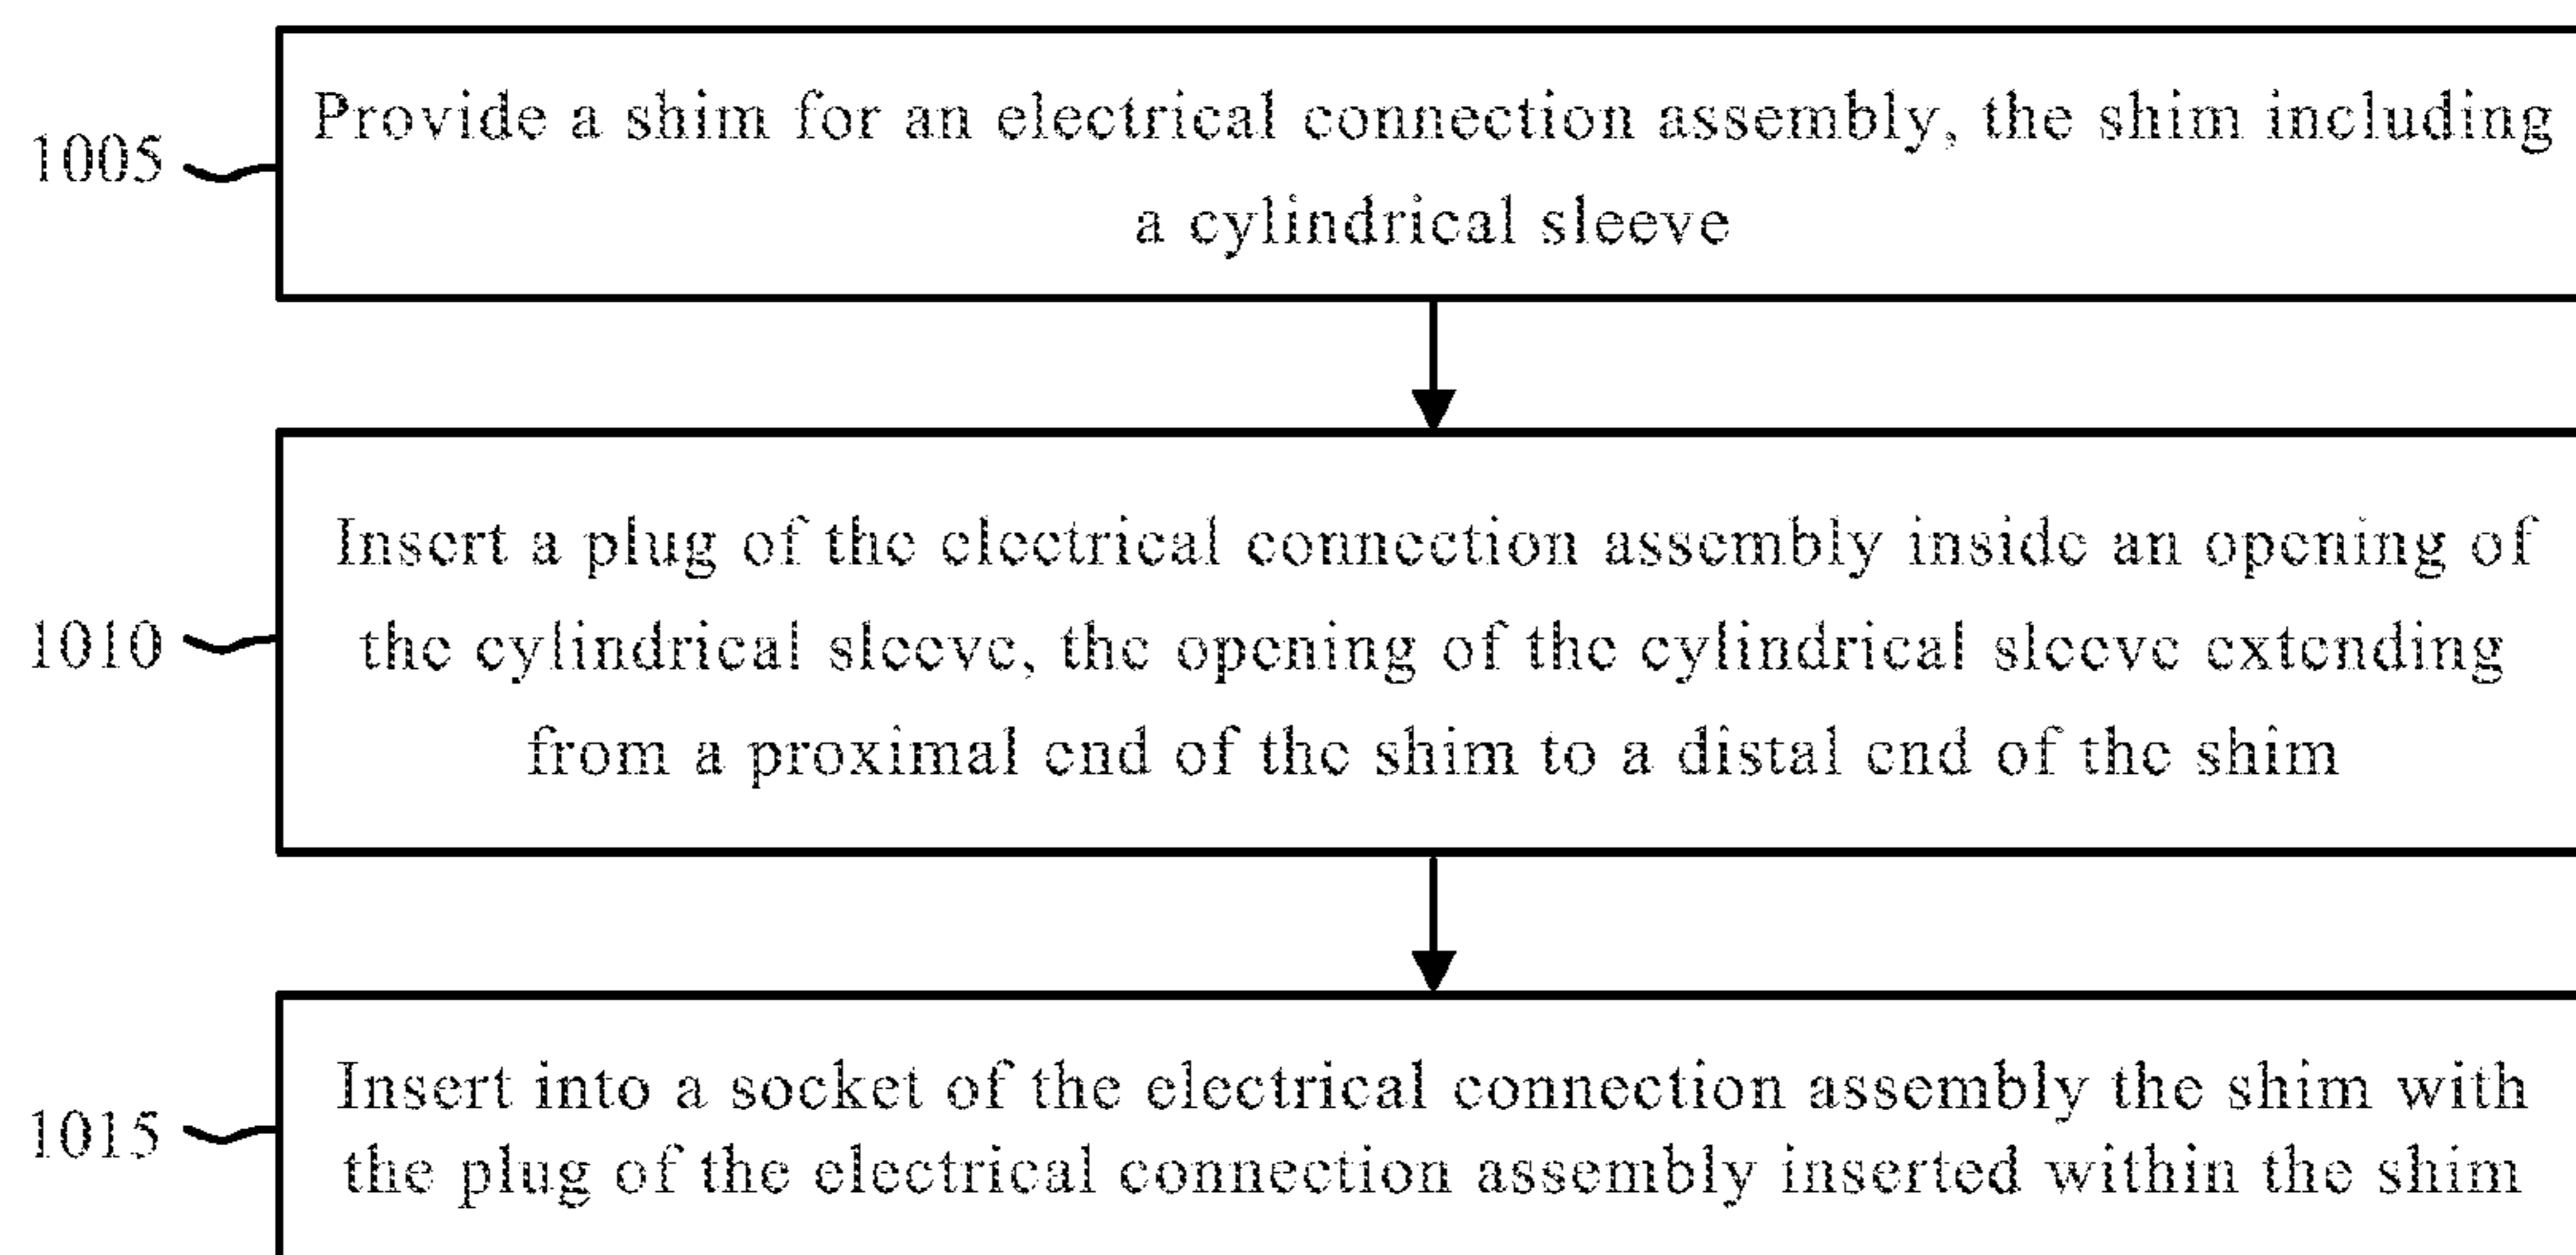 1005
Provide a shim for an electrical connection assembly, the shim including
a cylindrical sleeve
1010
Insert a plug of the electrical connection assembly inside an opening of
the cylindrical sleeve, the opening of the cylindrical sleeve extending
from a proximal end of the shim to a distal end of the shim
1015
Insert into a socket of the electrical connection assembly the shim with
the plug of the electrical connection assembly inserted within the shim